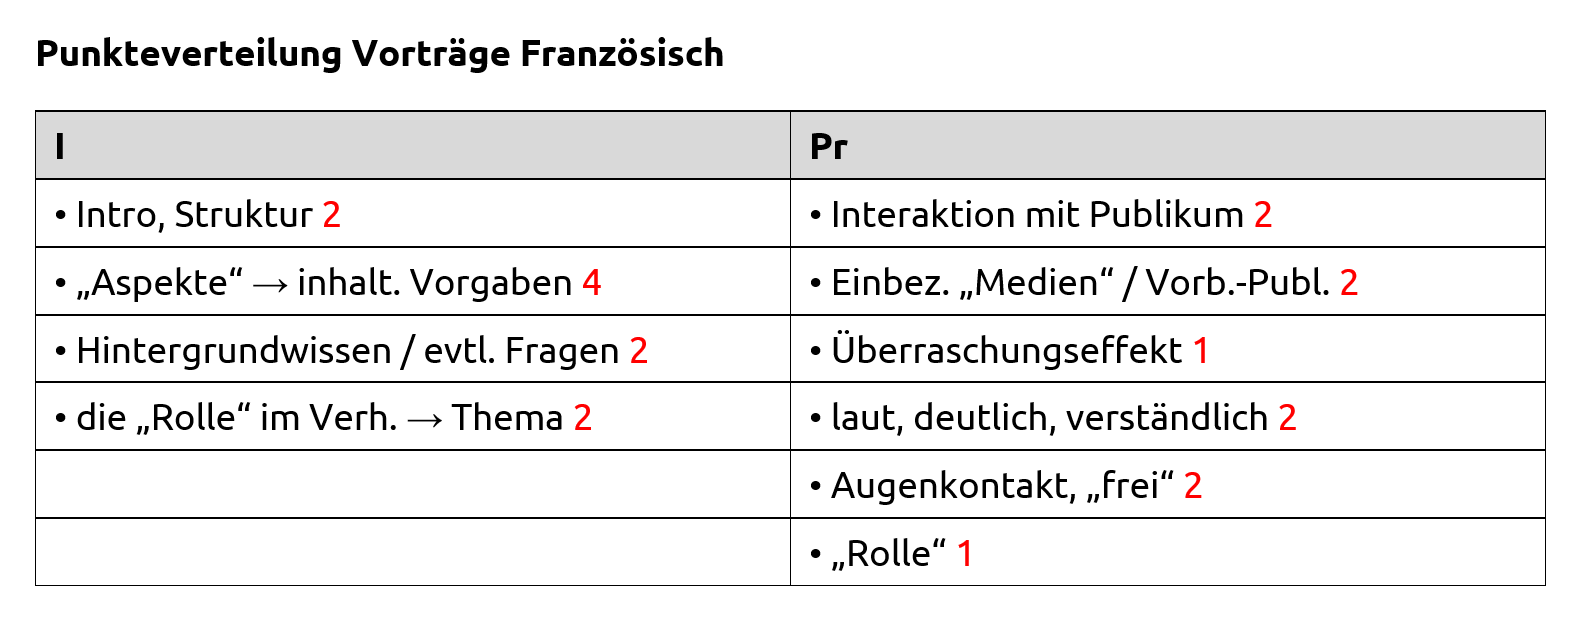 Punkteverteilung Vorträge Französisch
I
Pr
• Intro, Struktur 2
• Interaktion mit Publikum 2
• „Aspekte“ → inhalt. Vorgaben 4
• Einbez. „Medien“ / Vorb.-Publ. 2
• Hintergrundwissen / evtl. Fragen 2
• Überraschungseffekt 1
• die „Rolle“ im Verh. → Thema 2
• laut, deutlich, verständlich 2
• Augenkontakt, „frei“ 2
• „Rolle“ 1